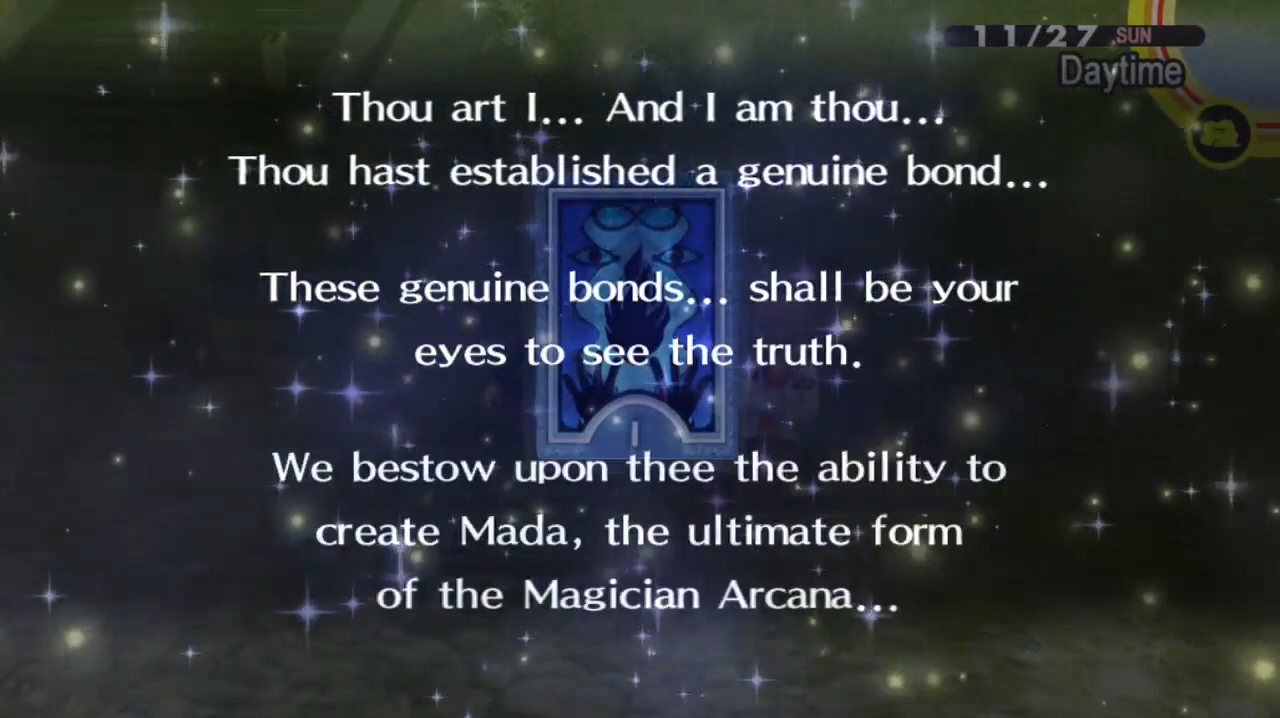 11/27 SUN
Daytime
Thou art I... And I am thou...
Thou hast established a genuine bond...
These genuine bonds... shall be your
eyes to see the truth.
I
We bestow upon thee the ability to
create Mada, the ultimate form
of the Magician Arcana...